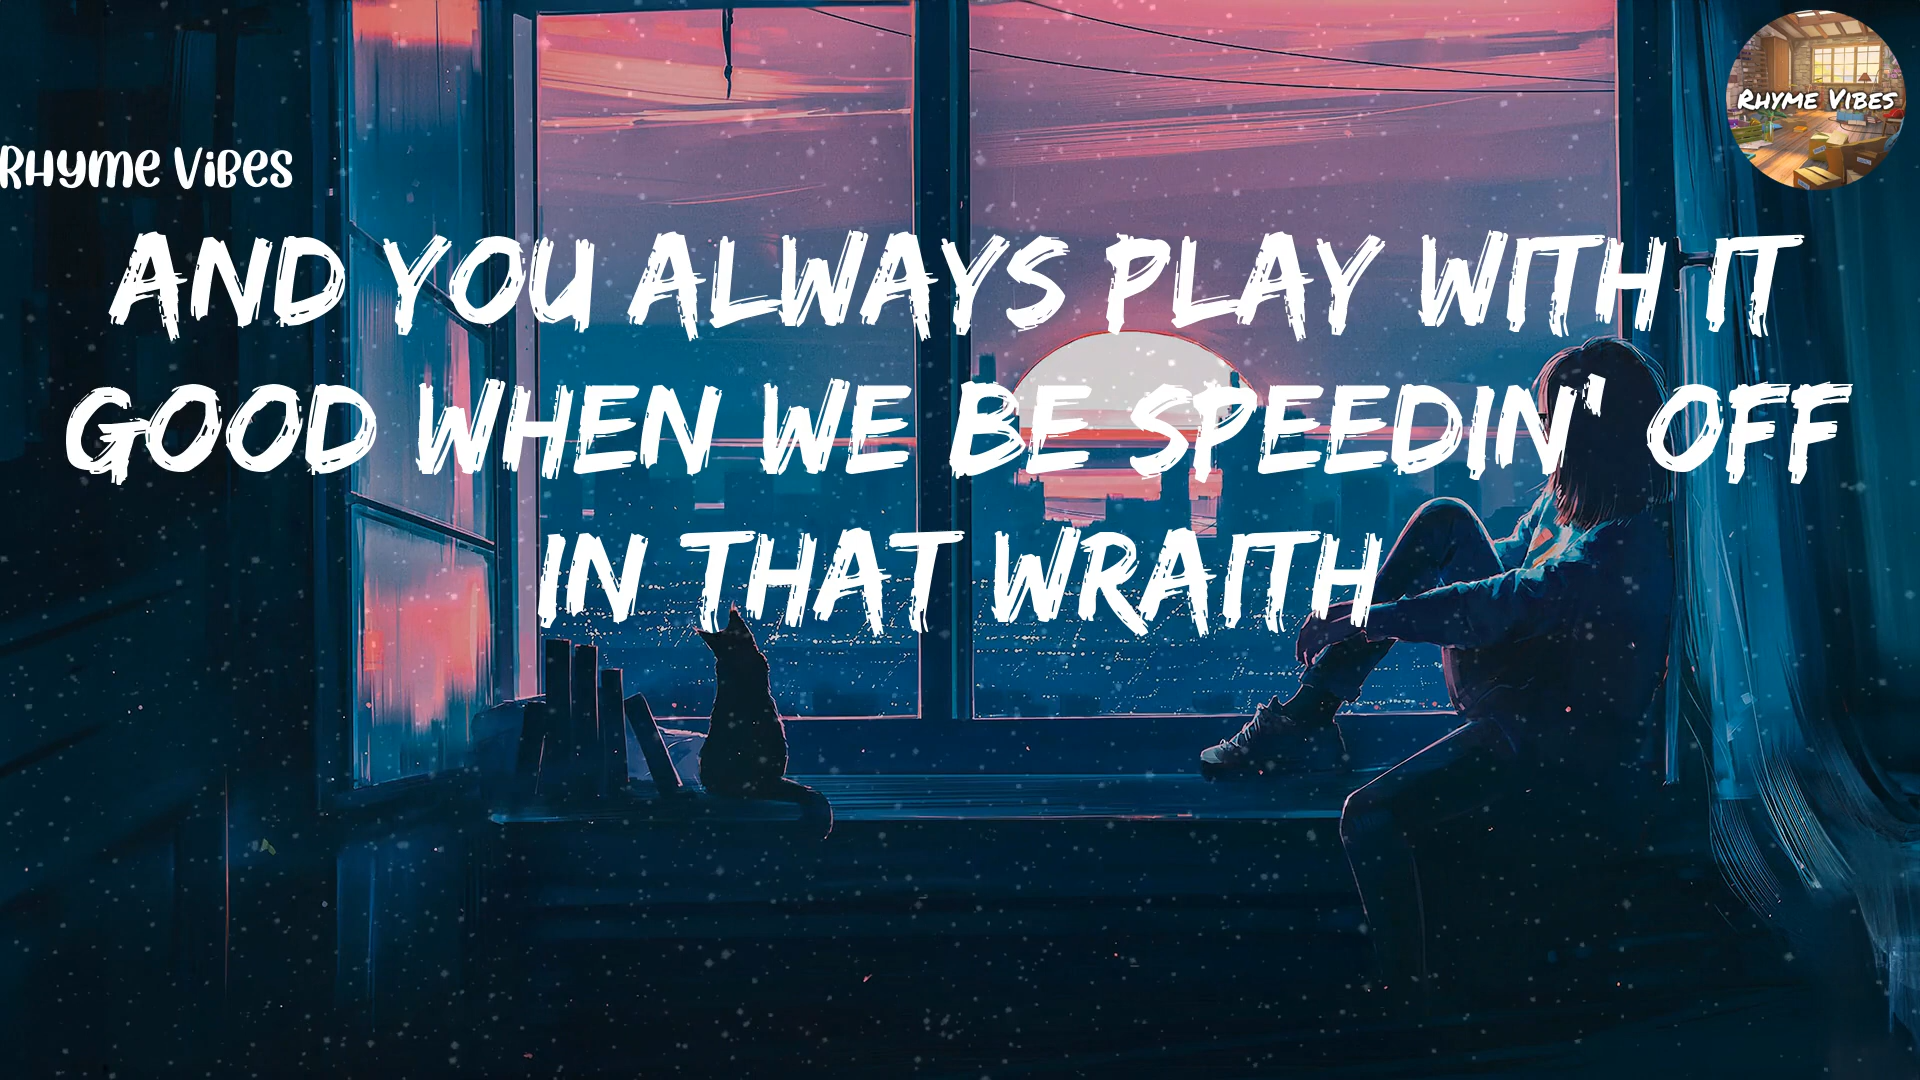 Rhyme Vibes
Rhyme Vibes
AND YOU ALWAYS PLAY WITH IT
GOOD WHEN WE BE SPEEDIN' OFF
IN THAT WRAITH